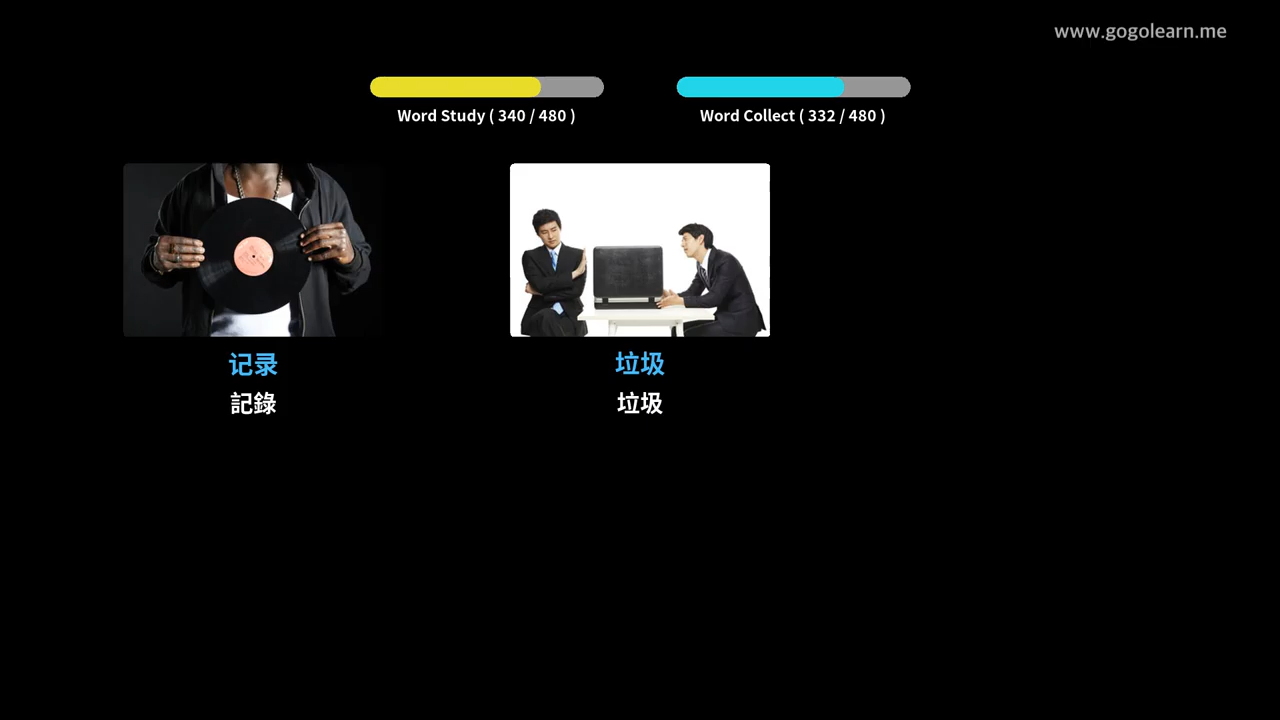 www.gogolearn.me
Word Study ( 340 / 480 )
Word Collect ( 332 / 480 )
记录
記錄
垃圾
垃圾